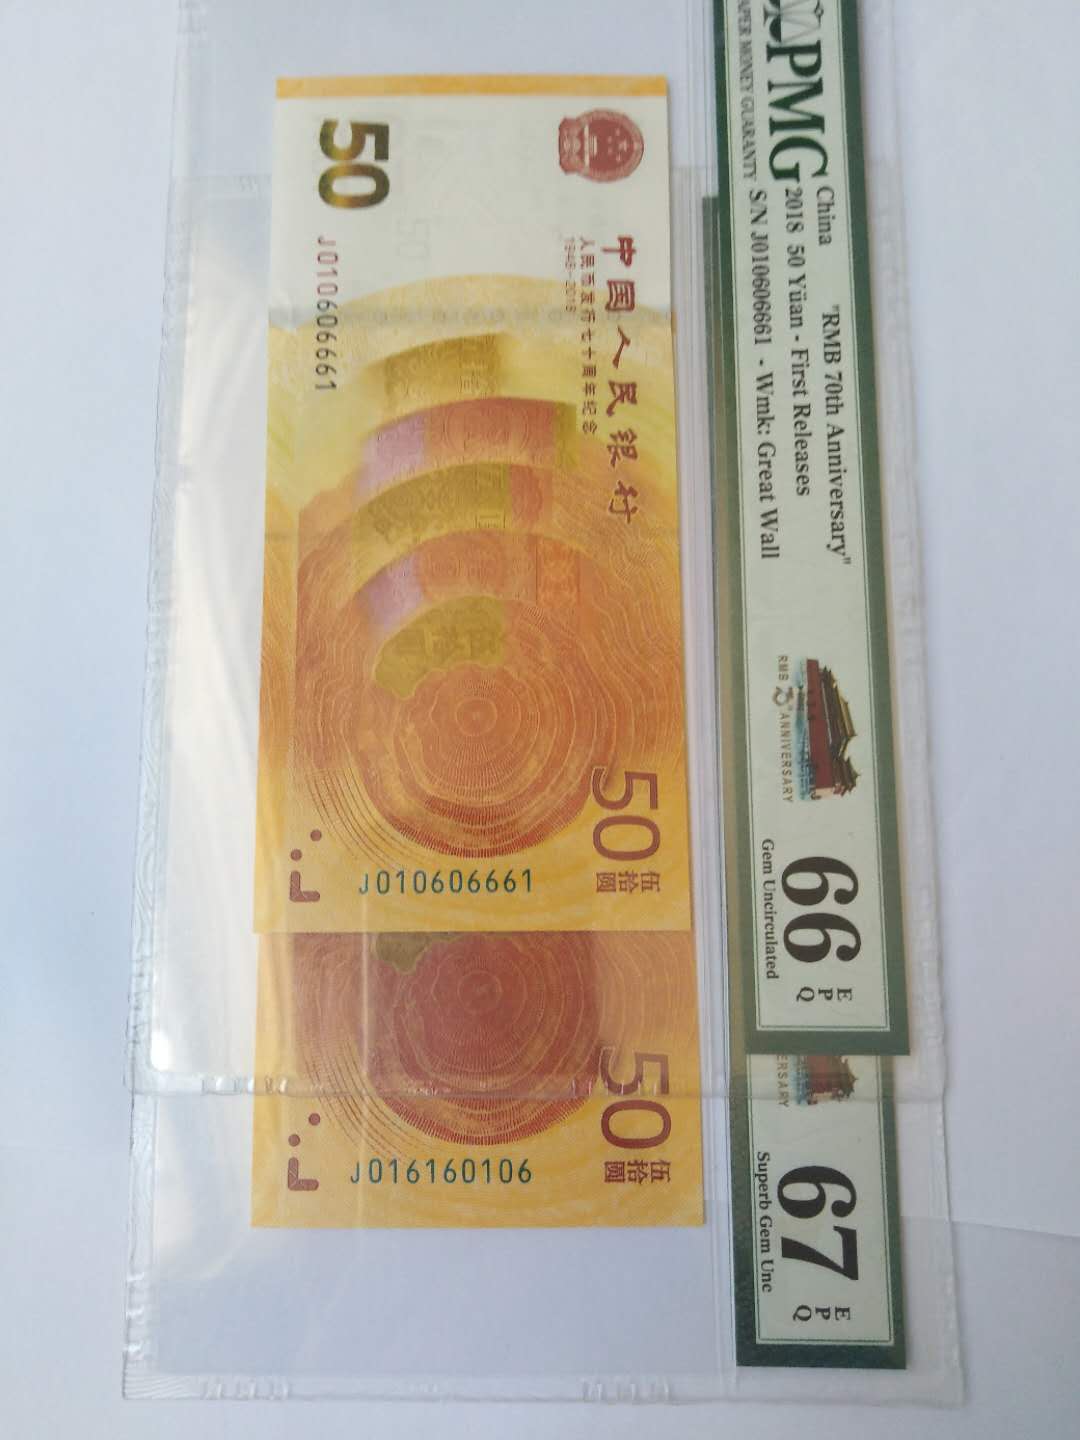 50
J010606661
中国人民银行
人民币发行七十周年纪念
1948-2018
50
伍拾圆
J010606661
50
伍拾圆
J016160106
PMG
PAPER MONEY GUARANTY
China "RMB 70th Anniversary"
2018 50 Yüan - First Releases
S/N J010606661 - Wmk: Great Wall
RMB 70th ANNIVERSARY
66 EPQ
Gem Uncirculated
ERSARY
67 EPQ
Superb Gem Unc